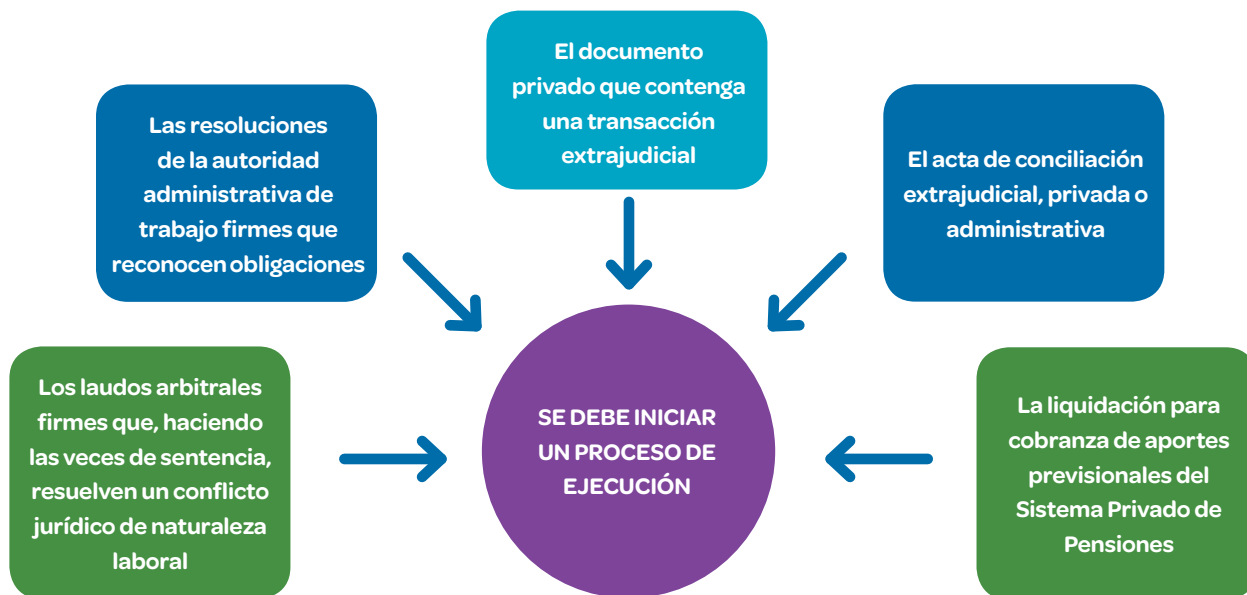 El documento
privado que contenga
una transacción
extrajudicial
Las resoluciones
de la autoridad
administrativa de
trabajo firmes que
reconocen obligaciones
El acta de conciliación
extrajudicial, privada o
administrativa
Los laudos arbitrales
firmes que, haciendo
las veces de sentencia,
resuelven un conflicto
jurídico de naturaleza
laboral
SE DEBE INICIAR
UN PROCESO DE
EJECUCIÓN
La liquidación para
cobranza de aportes
previsionales del
Sistema Privado de
Pensiones